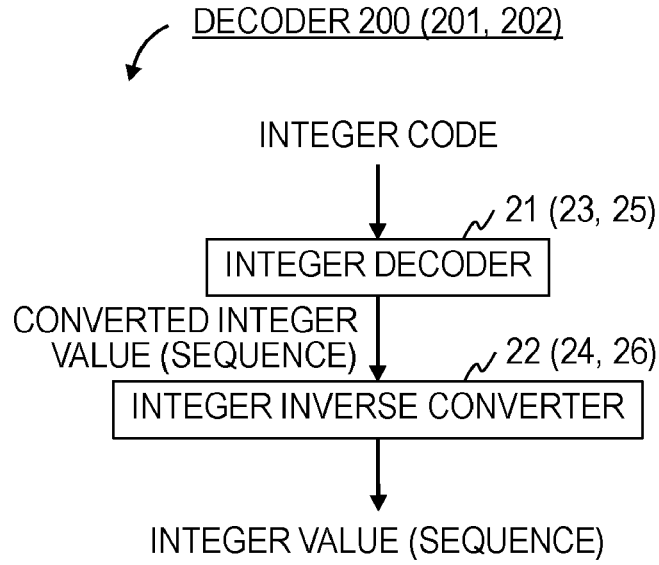 DECODER 200 (201, 202)
INTEGER CODE
21 (23, 25)
INTEGER DECODER
CONVERTED INTEGER
VALUE (SEQUENCE)
22 (24, 26)
INTEGER INVERSE CONVERTER
INTEGER VALUE (SEQUENCE)